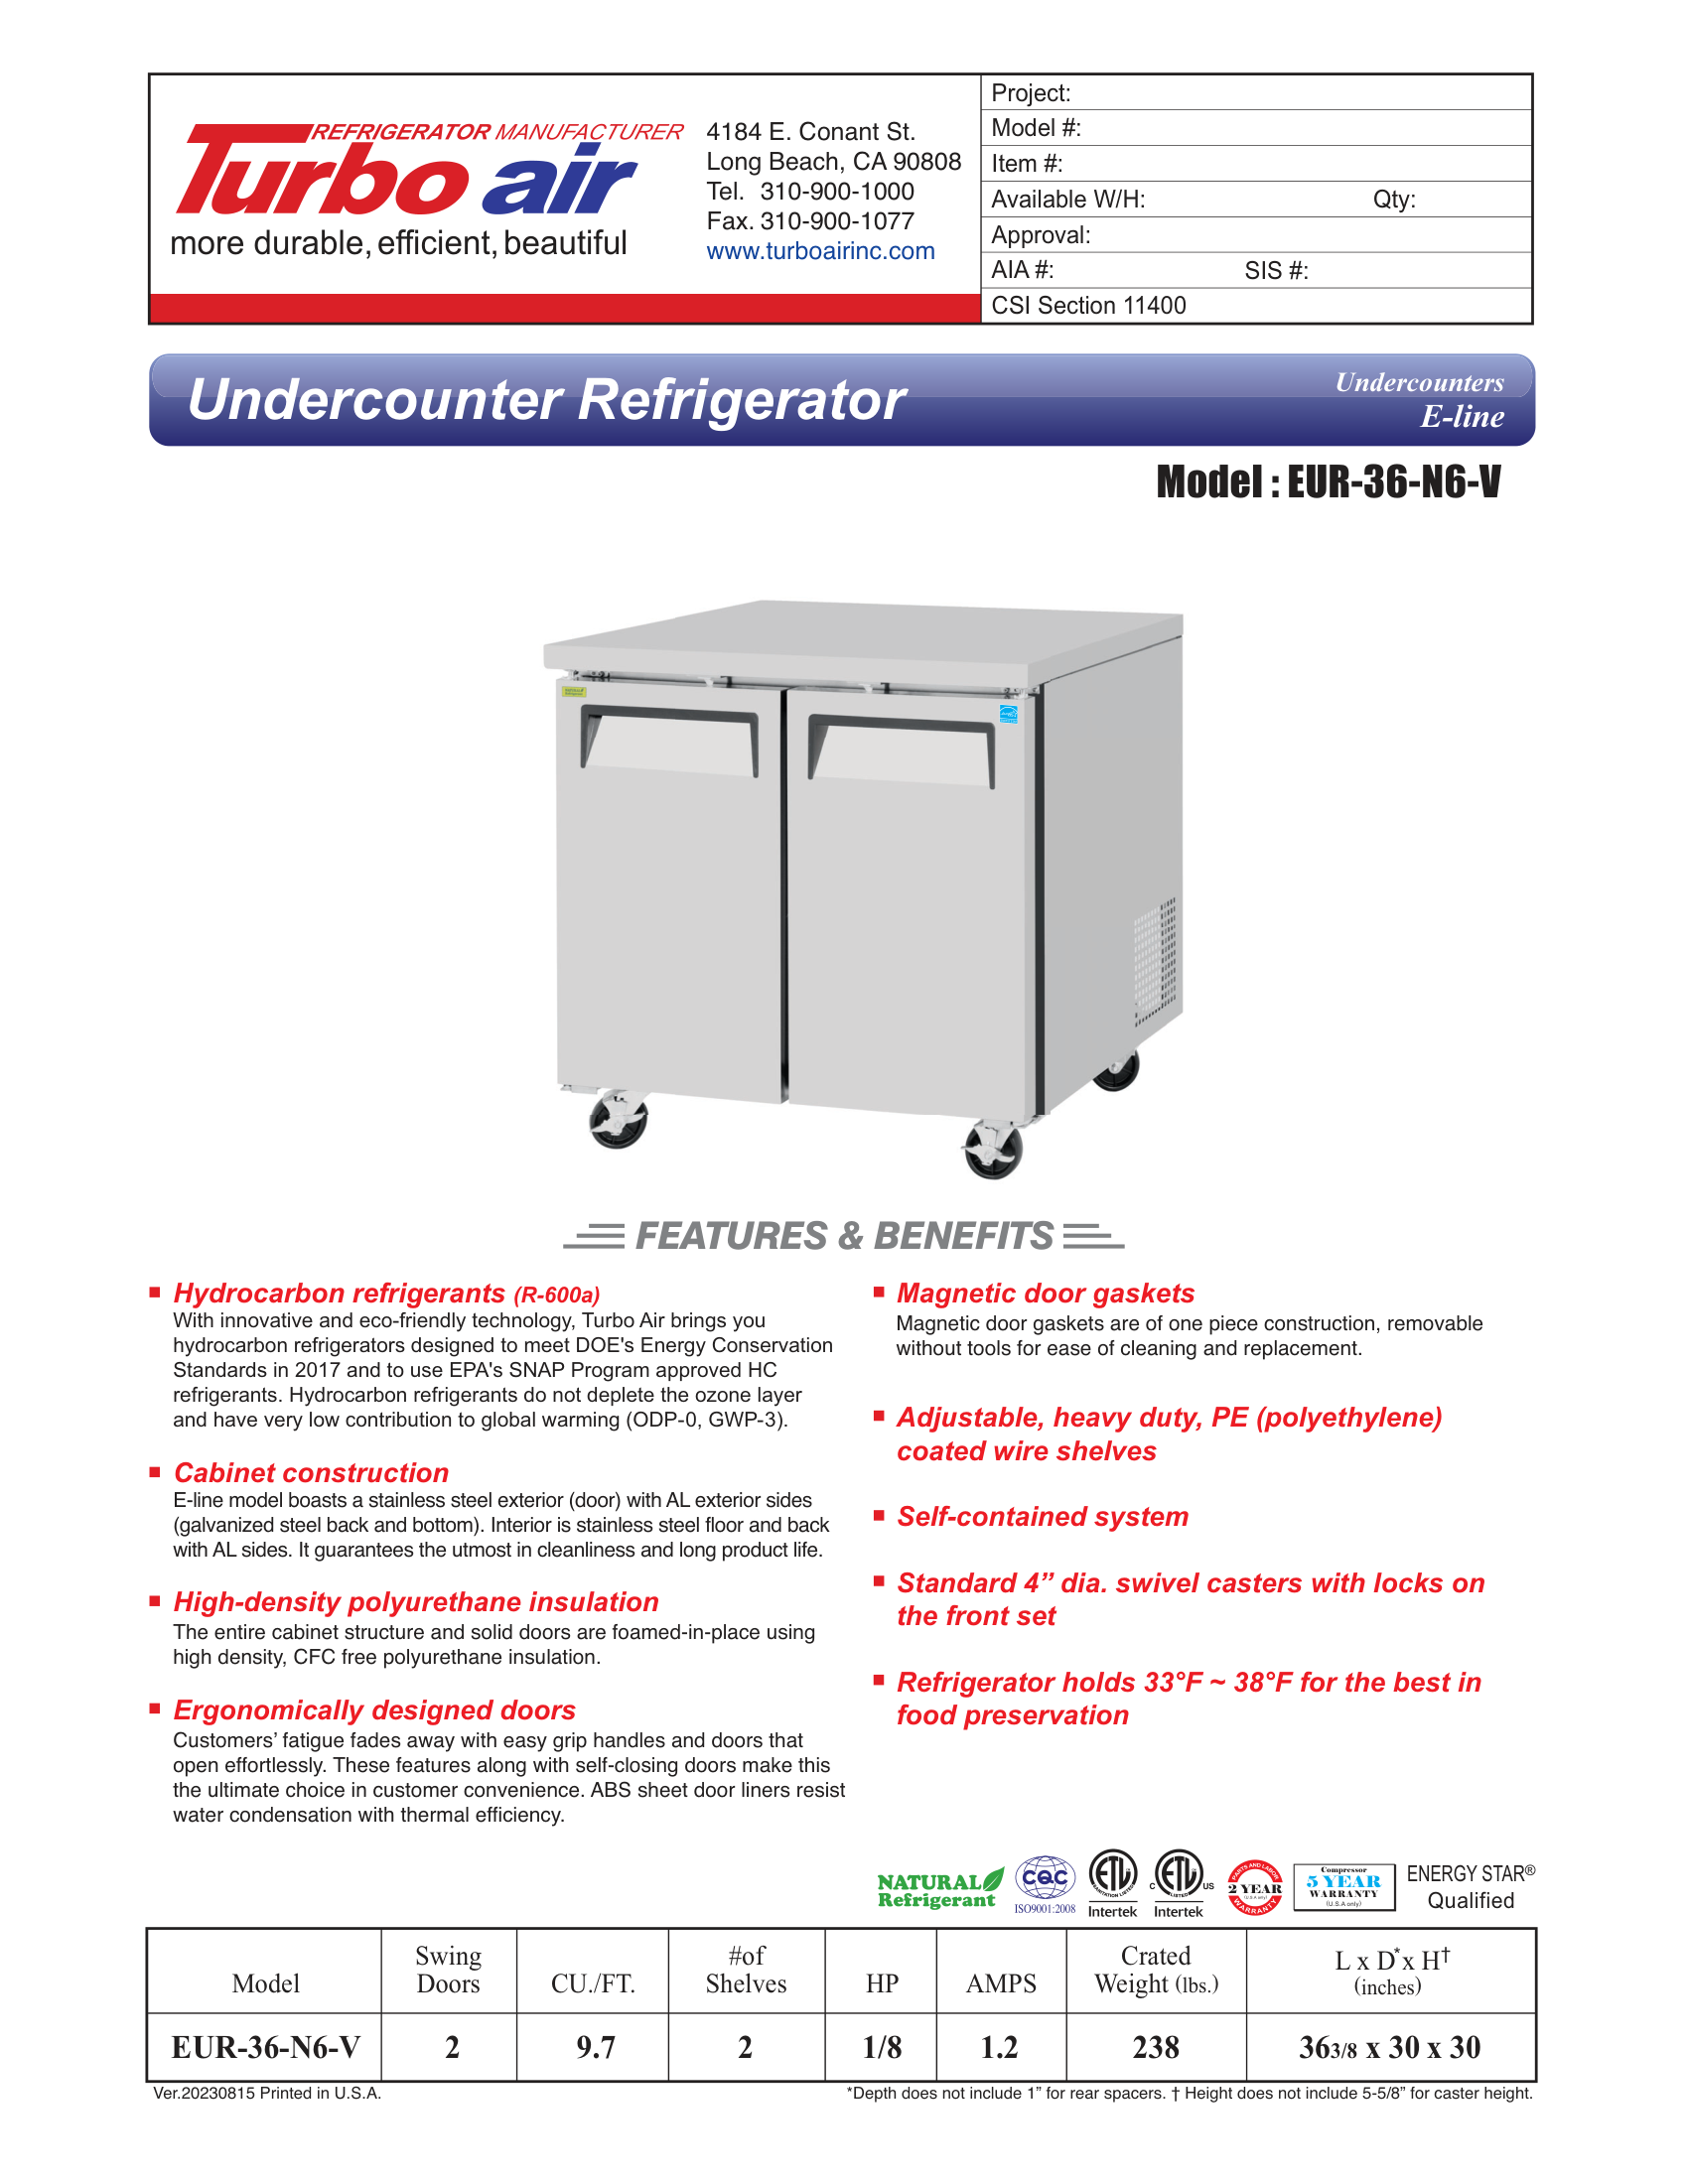 REFRIGERATOR MANUFACTURER
Turbo air
more durable, efficient, beautiful
4184 E. Conant St.
Long Beach, CA 90808
Tel. 310-900-1000
Fax. 310-900-1077
www.turboairinc.com
Project:
Model #:
Item #:
Available W/H: Qty:
Approval:
AIA #: SIS #:
CSI Section 11400
Undercounter Refrigerator
Undercounters
E-line
Model : EUR-36-N6-V
FEATURES & BENEFITS
Hydrocarbon refrigerants (R-600a)
With innovative and eco-friendly technology, Turbo Air brings you
hydrocarbon refrigerators designed to meet DOE's Energy Conservation
Standards in 2017 and to use EPA's SNAP Program approved HC
refrigerants. Hydrocarbon refrigerants do not deplete the ozone layer
and have very low contribution to global warming (ODP-0, GWP-3).
Cabinet construction
E-line model boasts a stainless steel exterior (door) with AL exterior sides
(galvanized steel back and bottom). Interior is stainless steel floor and back
with AL sides. It guarantees the utmost in cleanliness and long product life.
High-density polyurethane insulation
The entire cabinet structure and solid doors are foamed-in-place using
high density, CFC free polyurethane insulation.
Ergonomically designed doors
Customers’ fatigue fades away with easy grip handles and doors that
open effortlessly. These features along with self-closing doors make this
the ultimate choice in customer convenience. ABS sheet door liners resist
water condensation with thermal efficiency.
Magnetic door gaskets
Magnetic door gaskets are of one piece construction, removable
without tools for ease of cleaning and replacement.
Adjustable, heavy duty, PE (polyethylene)
coated wire shelves
Self-contained system
Standard 4” dia. swivel casters with locks on
the front set
Refrigerator holds 33°F ~ 38°F for the best in
food preservation
NATURAL
Refrigerant
CQC
ISO9001:2008
ETL
SANITATION LISTED
Intertek
C ETL US
LISTED
Intertek
PARTS AND LABOR
2 YEAR
(U.S.A only)
WARRANTY
Compressor
5 YEAR
WARRANTY
(U.S.A only)
ENERGY STAR®
Qualified
Model Swing Doors CU./FT. #of Shelves HP AMPS Crated Weight (lbs.) L x D* x H† (inches)
EUR-36-N6-V 2 9.7 2 1/8 1.2 238 363/8 x 30 x 30
Ver.20230815 Printed in U.S.A.
*Depth does not include 1” for rear spacers. † Height does not include 5-5/8” for caster height.